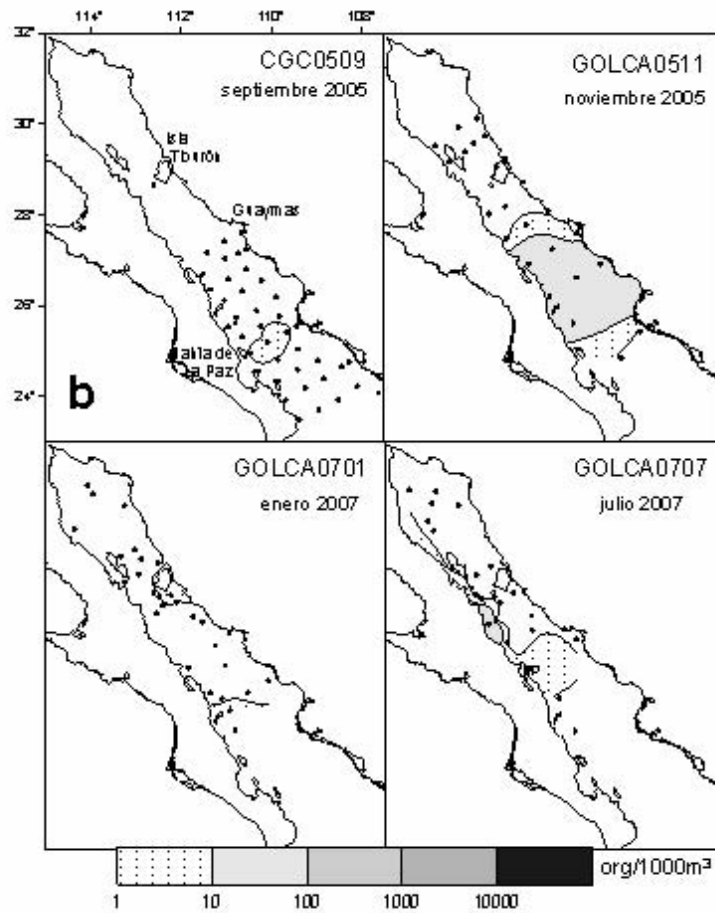 114° 112° 110° 108°
32°
30°
28°
26°
24°
CGC0509
septiembre 2005
Isla
Tiburón
Guaymas
Bahía de
La Paz
b
GOLCA0511
noviembre 2005
GOLCA0701
enero 2007
GOLCA0707
julio 2007
org/1000m³
1 10 100 1000 10000